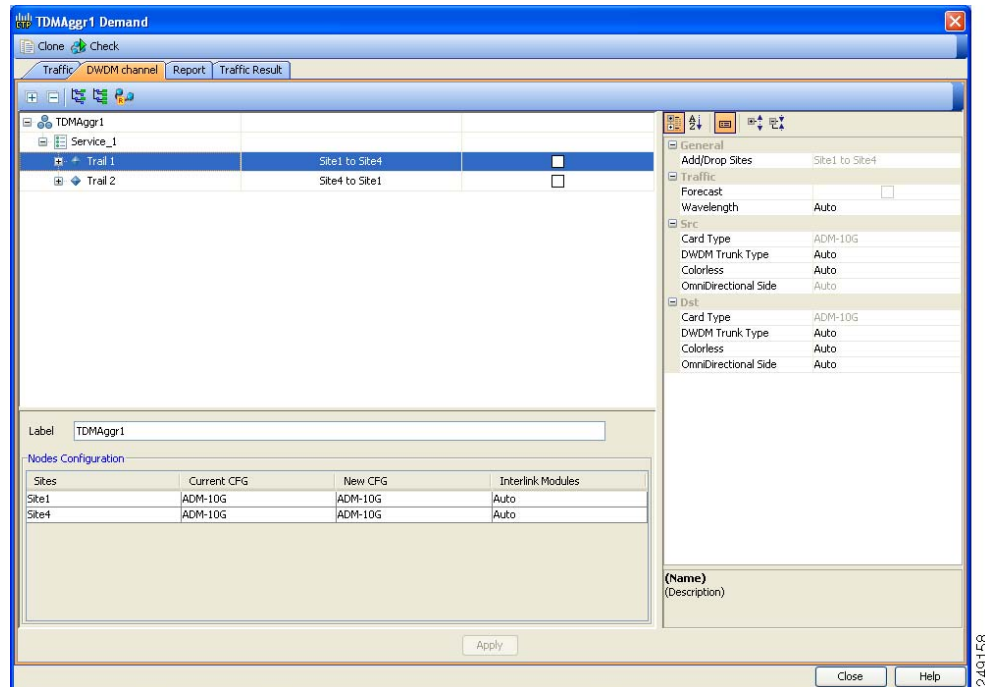 TDMAggr1 Demand
Clone Check
Traffic DWDM channel Report Traffic Result
TDMAggr1
Service_1
Trail 1 Site1 to Site4
Trail 2 Site4 to Site1
General
Add/Drop Sites Site1 to Site4
Traffic
Forecast
Wavelength Auto
Src
Card Type ADM-10G
DWDM Trunk Type Auto
Colorless Auto
OmniDirectional Side Auto
Dst
Card Type ADM-10G
DWDM Trunk Type Auto
Colorless Auto
OmniDirectional Side Auto
Label TDMAggr1
Nodes Configuration
Sites Current CFG New CFG Interlink Modules
Site1 ADM-10G ADM-10G Auto
Site4 ADM-10G ADM-10G Auto
(Name)
(Description)
Apply
Close Help
249158